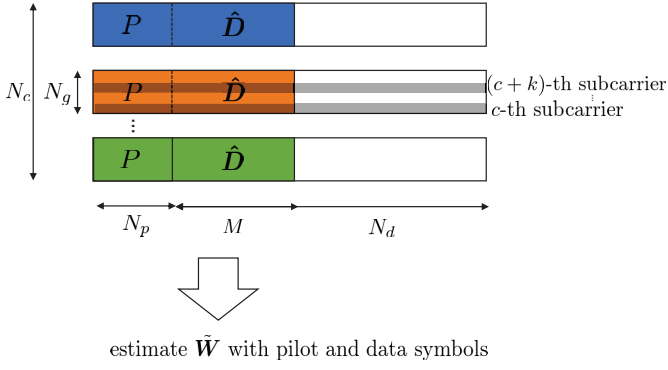 P D̂
N_c N_g P D̂ (c + k)-th subcarrier
⋮
c-th subcarrier
⋮
P D̂
N_p M N_d
estimate W̃ with pilot and data symbols